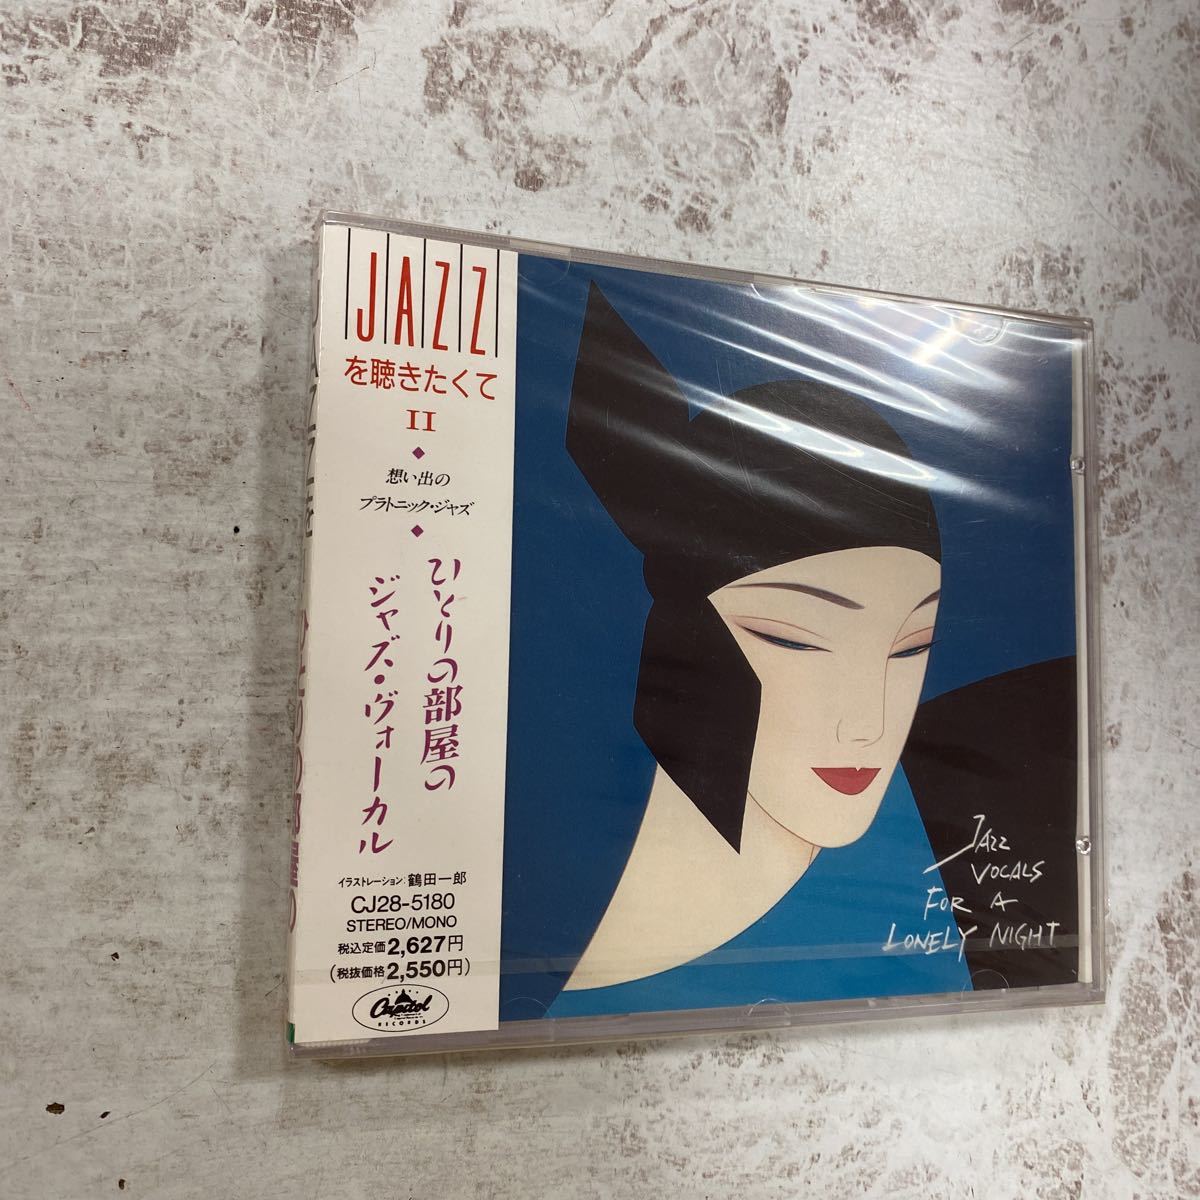 JAZZ
を聴きたくて
II
想い出の
プラトニック・ジャズ
ひとりの部屋の
ジャズ・ヴォーカル
イラストレーション:鶴田一郎
CJ28-5180
STEREO/MONO
税込定価2,627円
(税抜価格2,550円)
Capitol
RECORDS
JAZZ
VOCALS
FOR A
LONELY NIGHT